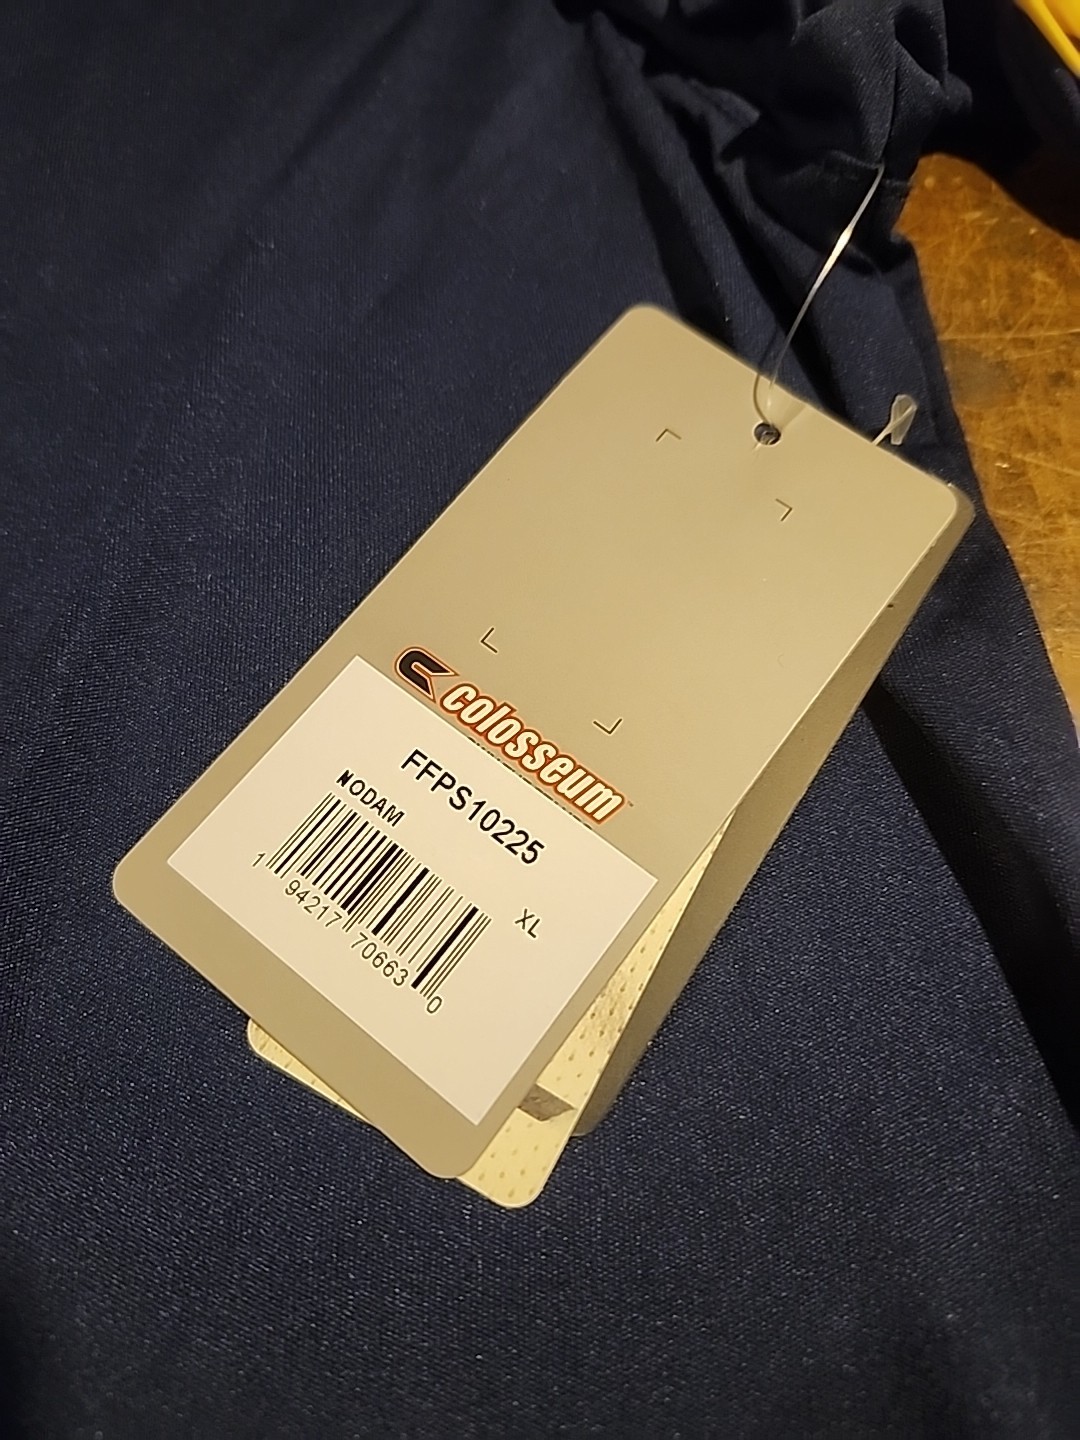 colosseum
FFPS10225
NODAM
XL
1 94217 70663 0